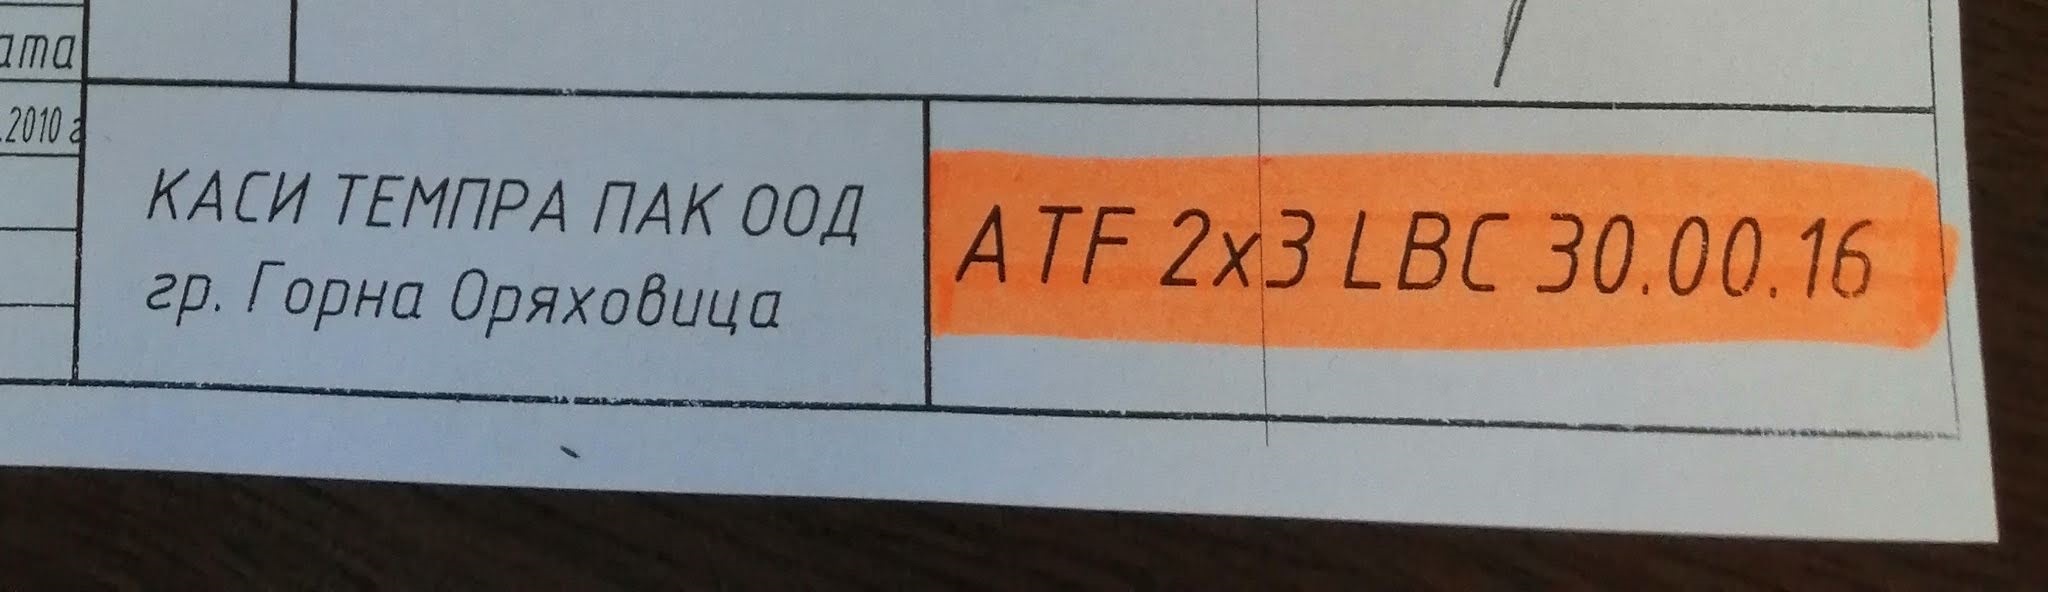 ата
.2010 г
КАСИ ТЕМПРА ПАК ООД
гр. Горна Оряховица
ATF 2x3 LBC 30.00.16